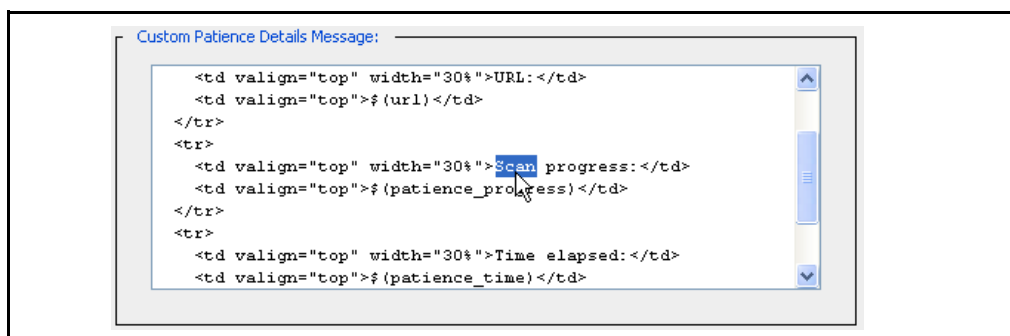 Custom Patience Details Message:
<td valign="top" width="30%">URL:</td>
<td valign="top">$(url)</td>
</tr>
<tr>
<td valign="top" width="30%">Scan progress:</td>
<td valign="top">$(patience_progress)</td>
</tr>
<tr>
<td valign="top" width="30%">Time elapsed:</td>
<td valign="top">$(patience_time)</td>